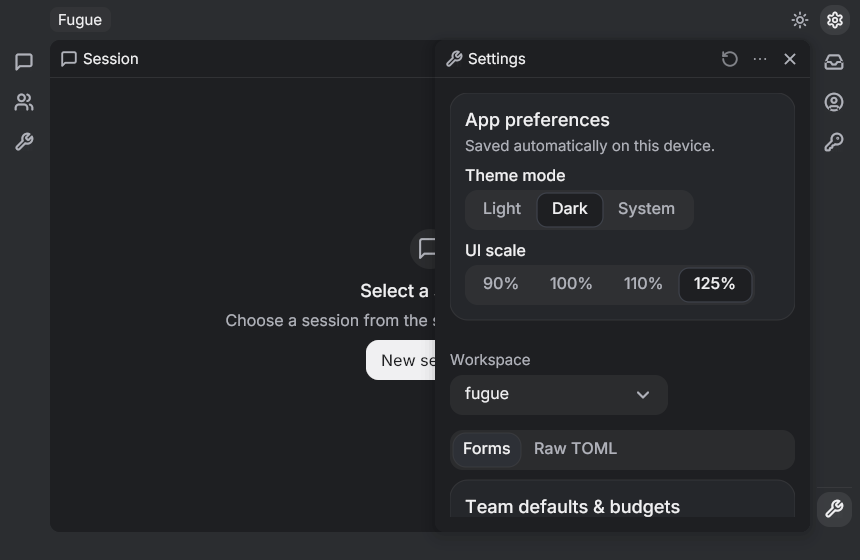 Fugue
Session
Settings
App preferences
Saved automatically on this device.
Theme mode
Light Dark System
UI scale
90% 100% 110% 125%
Select a
Choose a session from the
New se
Workspace
fugue
Forms Raw TOML
Team defaults & budgets